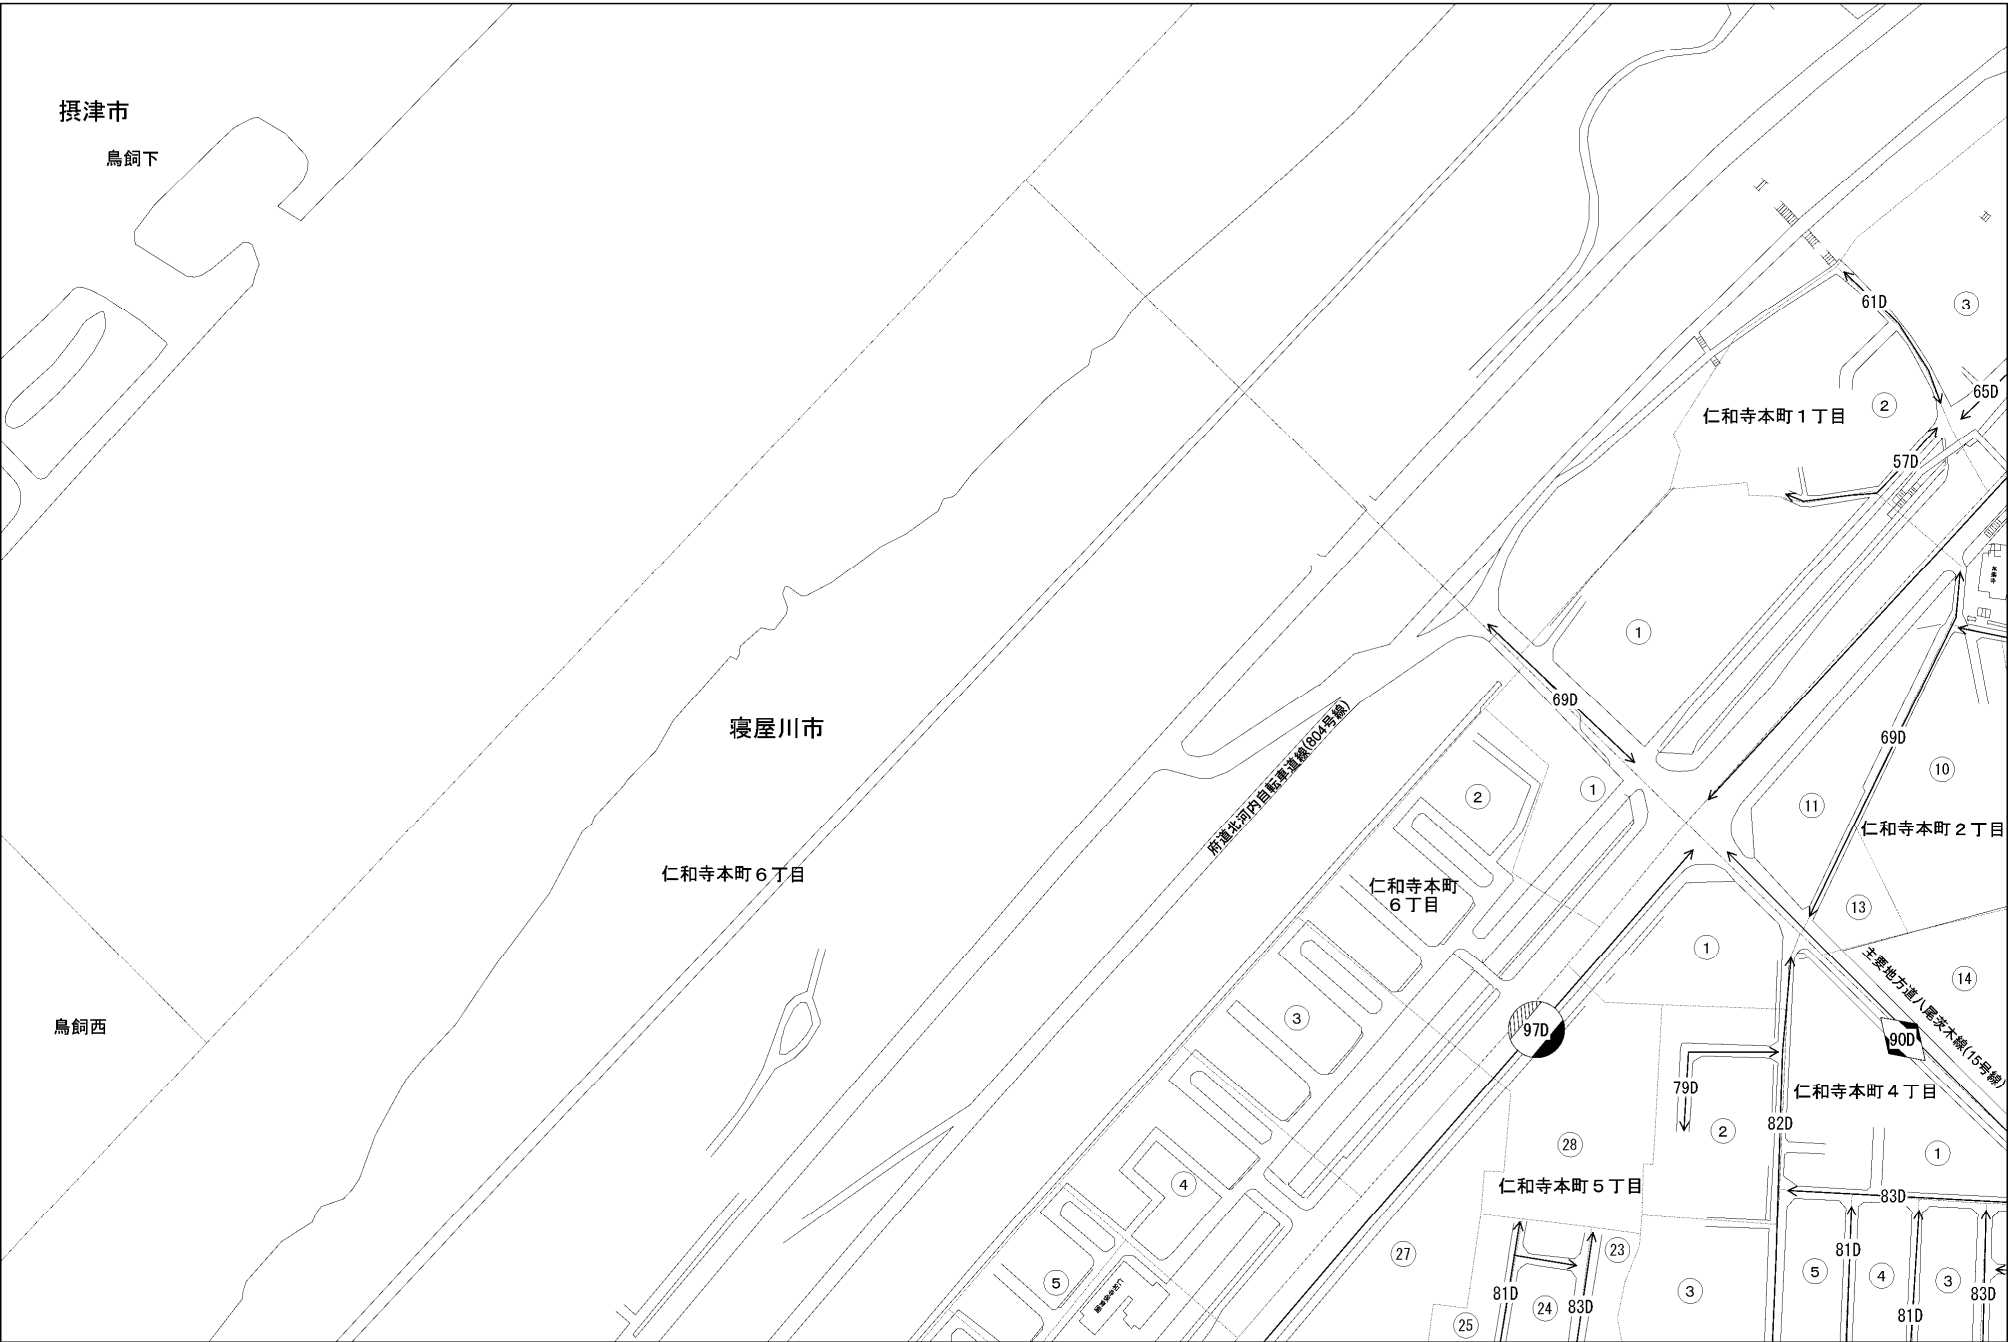 摂津市
鳥飼下
61D
3
65D
2
仁和寺本町１丁目
57D
1
69D
寝屋川市
府道北河内自転車道線(804号線)
69D
10
2
1
11
仁和寺本町２丁目
仁和寺本町６丁目
仁和寺本町
６丁目
13
1
主要地方道八尾茨木線(15号線)
14
鳥飼西
3
97D
90D
79D
仁和寺本町４丁目
2
82D
28
1
4
仁和寺本町５丁目
83D
27
23
5
81D
5
4
3
3
81D
24
83D
83D
25
81D